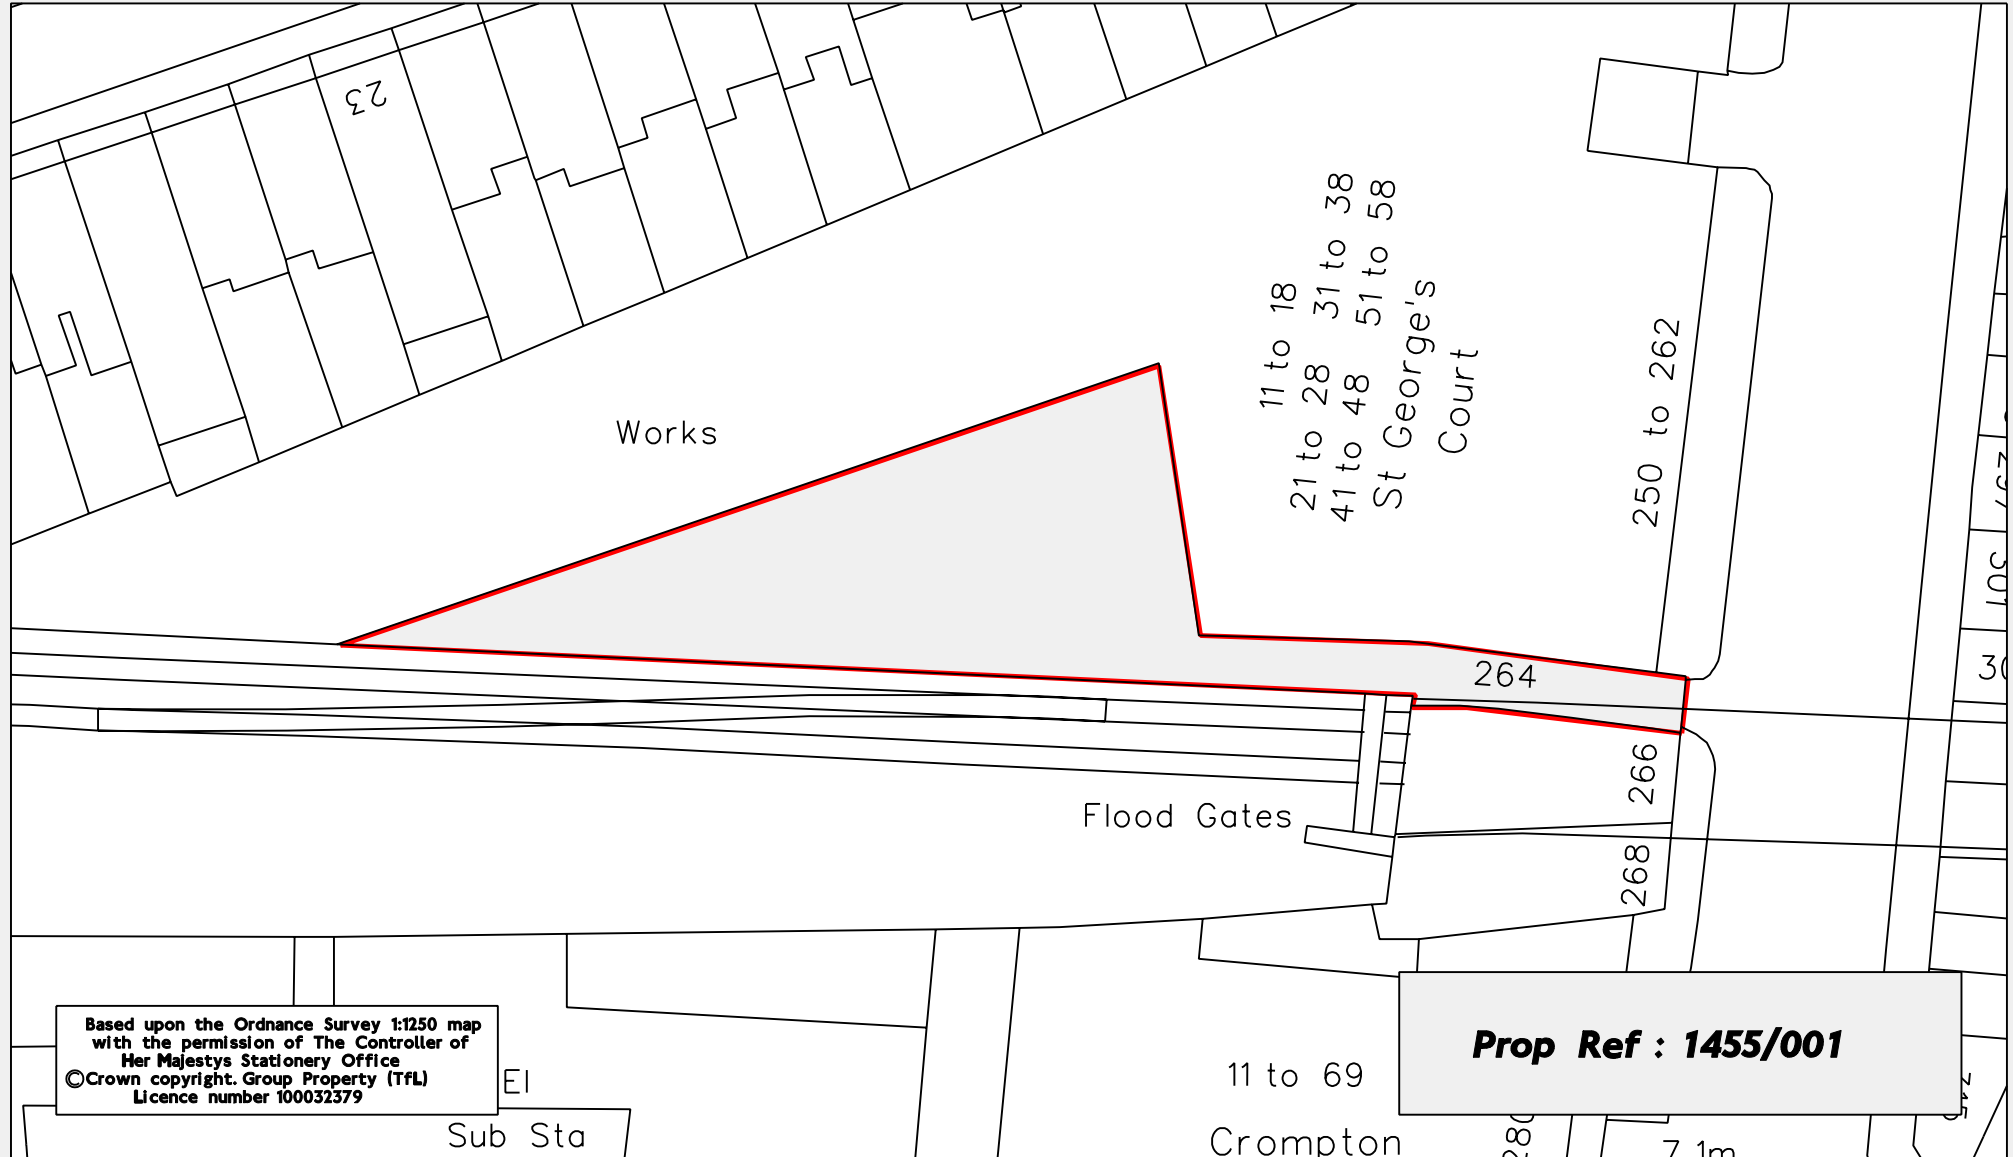 23
Works
11 to 18
21 to 28 31 to 38
41 to 48 51 to 58
St George's
Court
250 to 262
264
266
268
Flood Gates
301
Based upon the Ordnance Survey 1:1250 map
with the permission of The Controller of
Her Majestys Stationery Office
©Crown copyright. Group Property (TfL)
Licence number 100032379
El
Sub Sta
11 to 69
Crompton
Prop Ref : 1455/001
280
7.1m